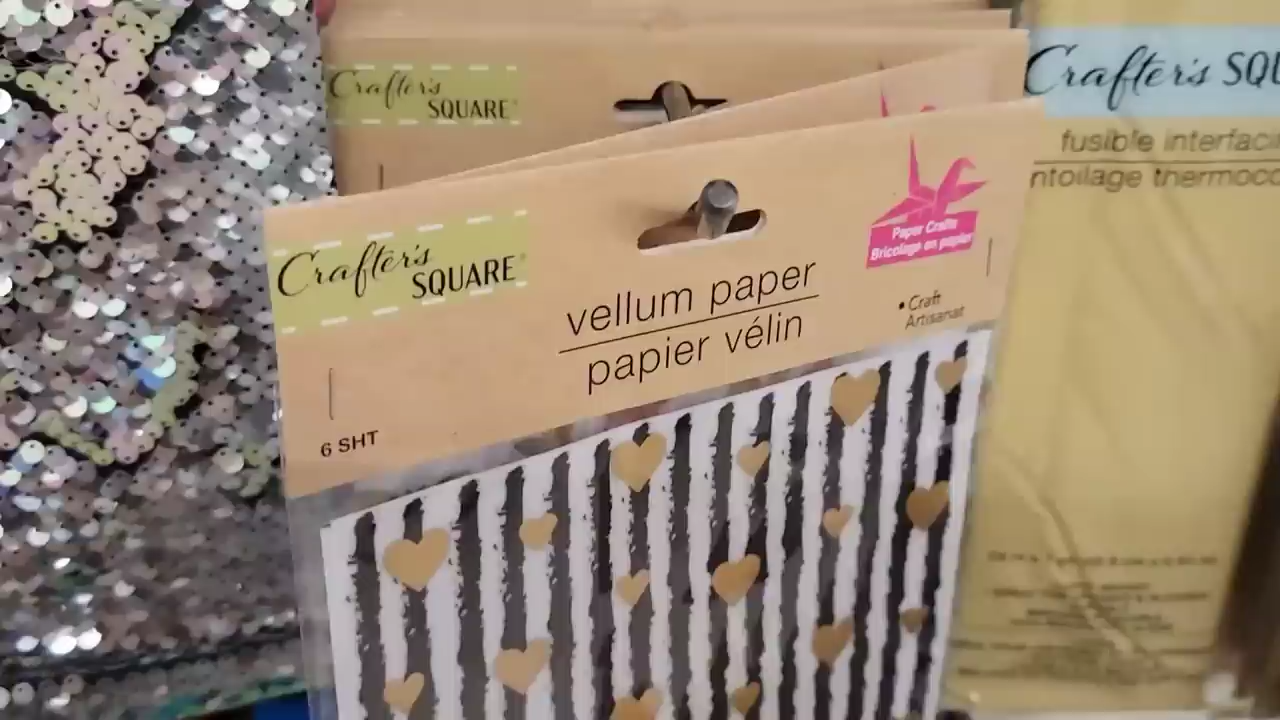 Crafter's
SQUARE
Crafter's SQU
fusible interfaci
ntoilage thermoco
Crafter's
SQUARE
vellum paper
papier vélin
Paper Crafts
Bricolage en papier
• Craft
Artisanat
6 SHT